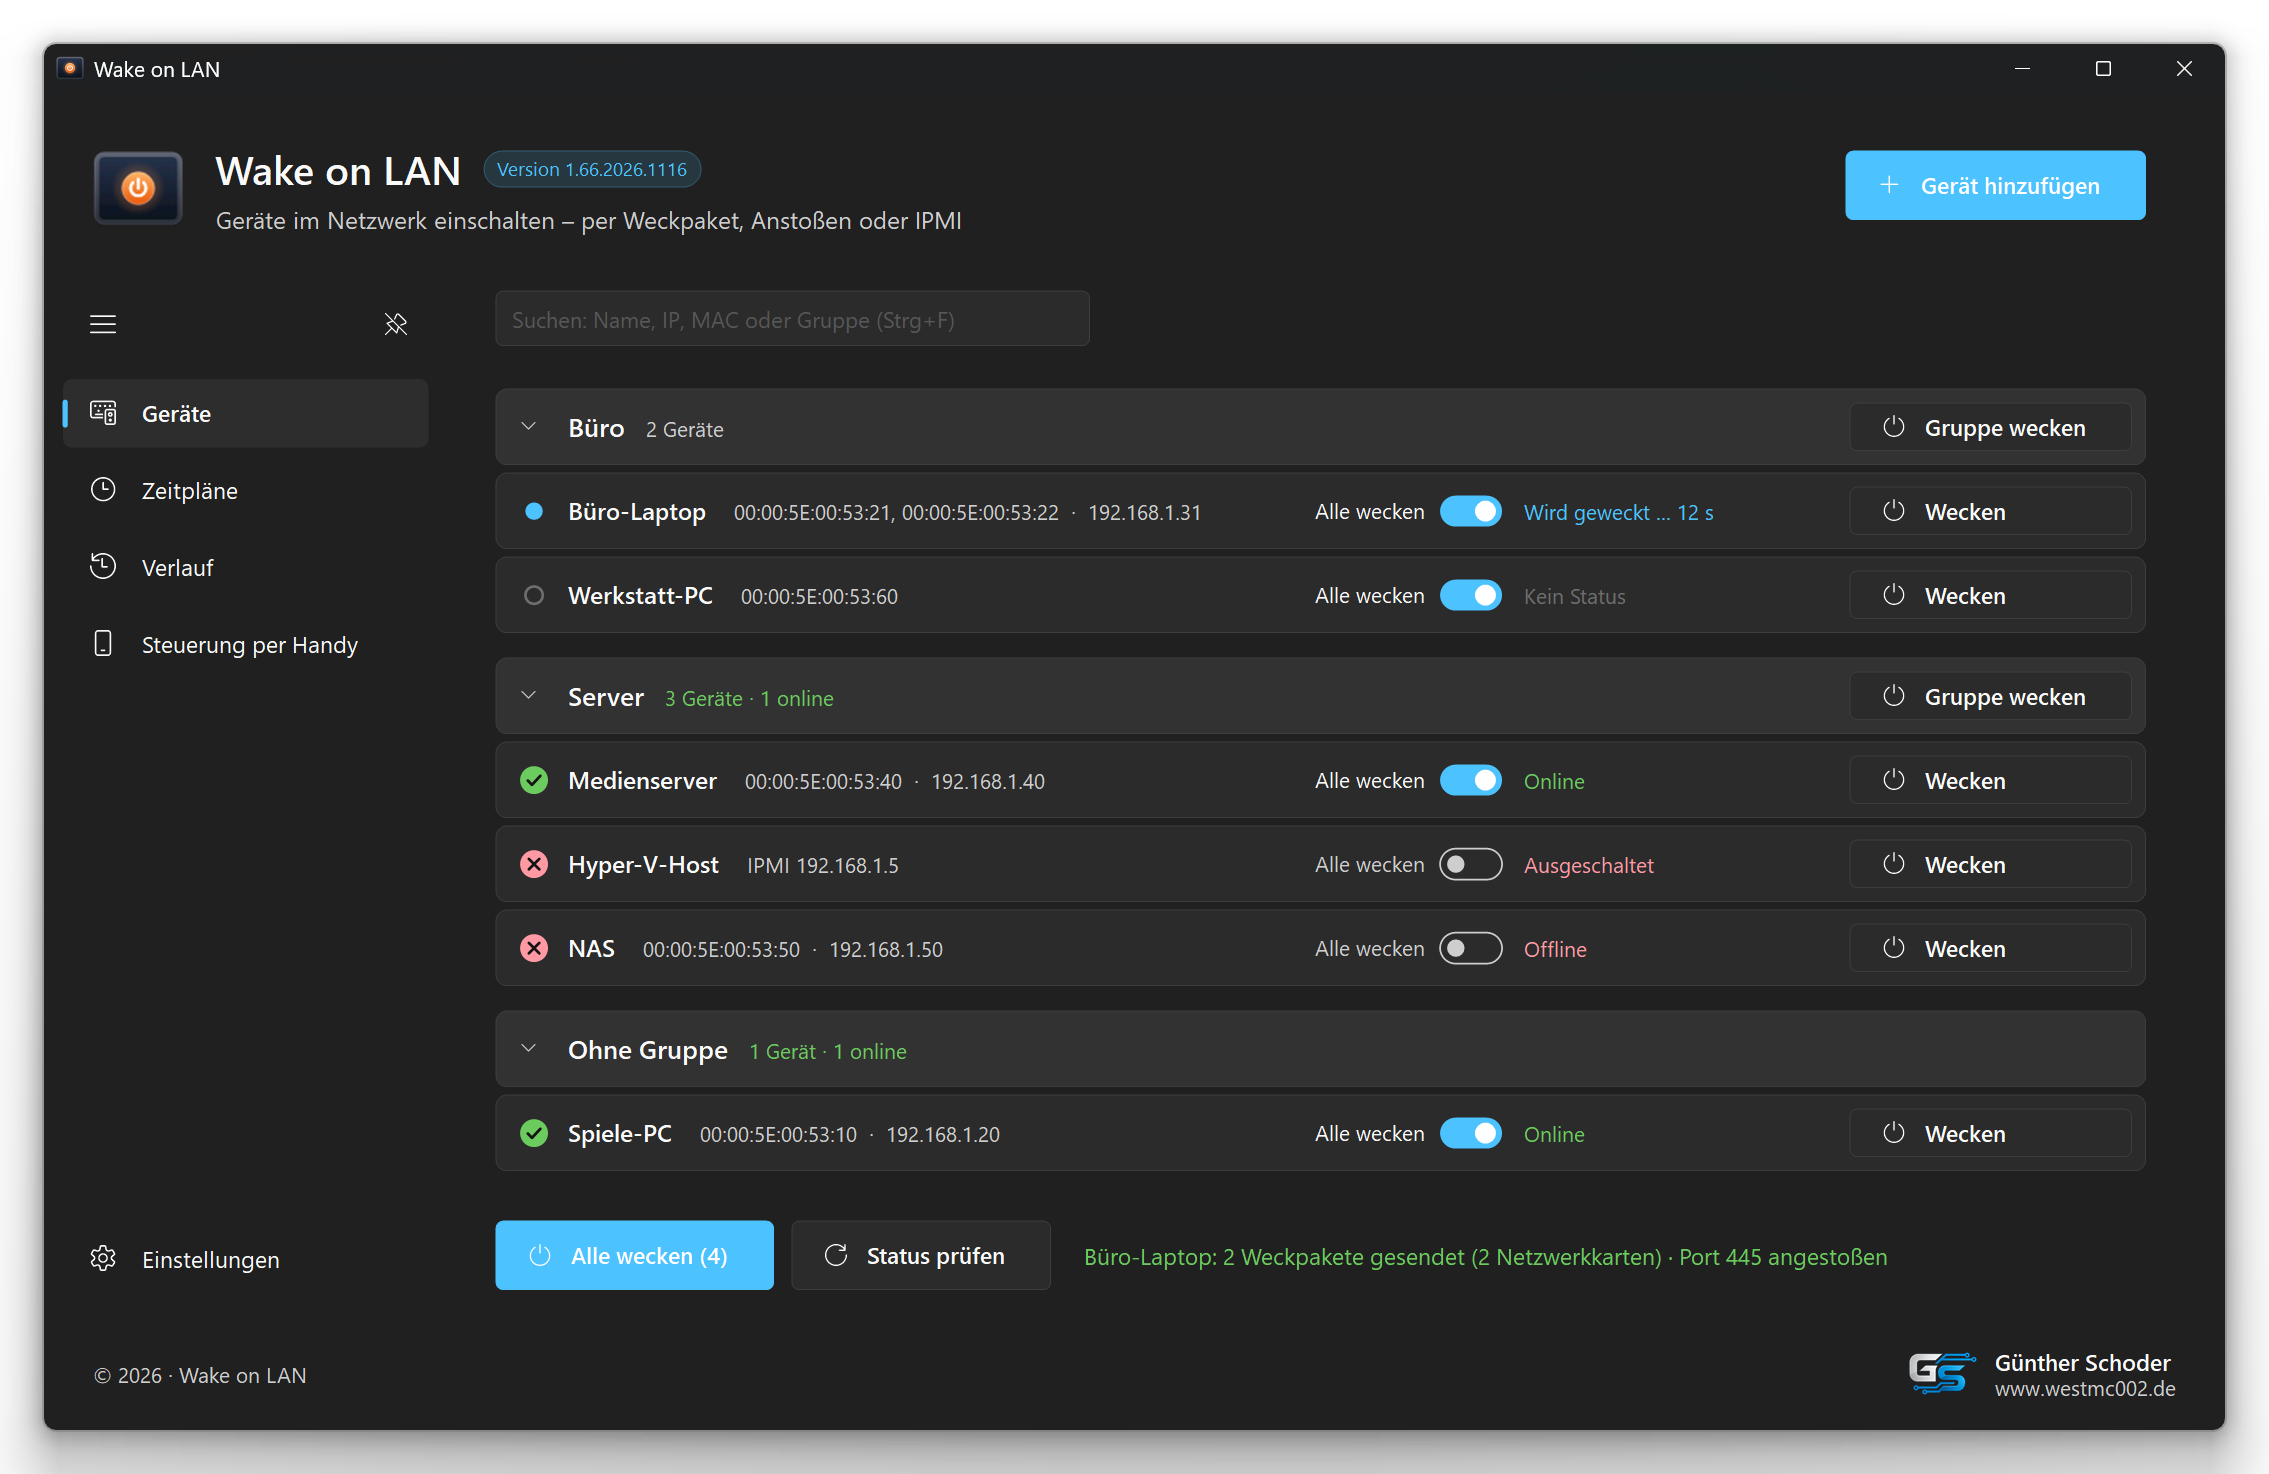 Wake on LAN
Wake on LAN Version 1.66.2026.1116
Geräte im Netzwerk einschalten – per Weckpaket, Anstoßen oder IPMI
Gerät hinzufügen
Suchen: Name, IP, MAC oder Gruppe (Strg+F)
Geräte
Zeitpläne
Verlauf
Steuerung per Handy
Büro 2 Geräte Gruppe wecken
Büro-Laptop 00:00:5E:00:53:21, 00:00:5E:00:53:22 · 192.168.1.31 Alle wecken Wird geweckt ... 12 s Wecken
Werkstatt-PC 00:00:5E:00:53:60 Alle wecken Kein Status Wecken
Server 3 Geräte · 1 online Gruppe wecken
Medienserver 00:00:5E:00:53:40 · 192.168.1.40 Alle wecken Online Wecken
Hyper-V-Host IPMI 192.168.1.5 Alle wecken Ausgeschaltet Wecken
NAS 00:00:5E:00:53:50 · 192.168.1.50 Alle wecken Offline Wecken
Ohne Gruppe 1 Gerät · 1 online
Spiele-PC 00:00:5E:00:53:10 · 192.168.1.20 Alle wecken Online Wecken
Einstellungen
Alle wecken (4) Status prüfen Büro-Laptop: 2 Weckpakete gesendet (2 Netzwerkkarten) · Port 445 angestoßen
© 2026 · Wake on LAN
GS Günther Schoder
www.westmc002.de